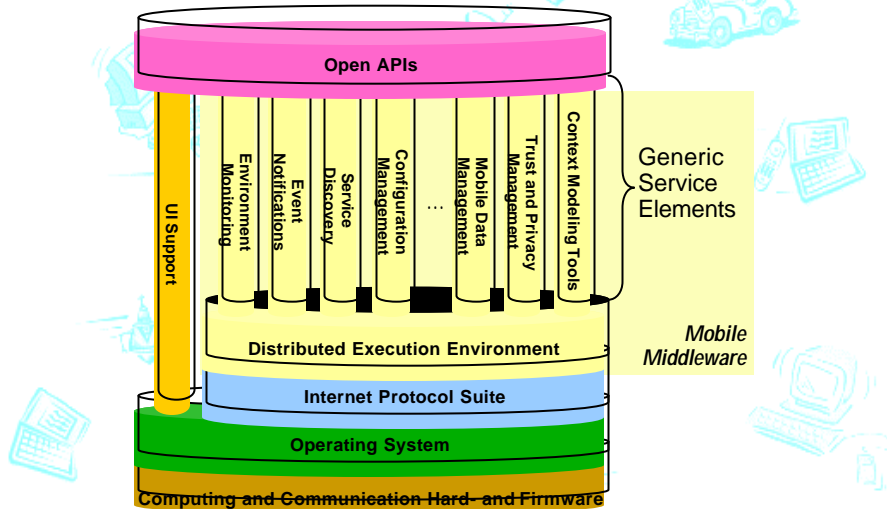 Open APIs
UI Support
Environment
Monitoring
Event
Notifications
Service
Discovery
Configuration
Management
...
Mobile Data
Management
Trust and Privacy
Management
Context Modeling Tools
Generic
Service
Elements
Distributed Execution Environment
Mobile
Middleware
Internet Protocol Suite
Operating System
Computing and Communication Hard- and Firmware